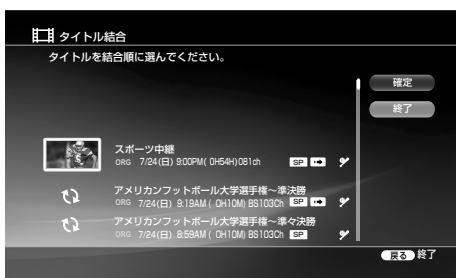 タイトル結合
タイトルを結合順に選んでください。
確定
終了
スポーツ中継
ORG 7/24(日) 9:00PM( 0H54H)081ch SP
アメリカンフットボール大学選手権～準決勝
ORG 7/24(日) 9:19AM ( 0H10M) BS103Ch SP
アメリカンフットボール大学選手権～準々決勝
ORG 7/24(日) 8:59AM ( 0H10M) BS103Ch SP
戻る 終了